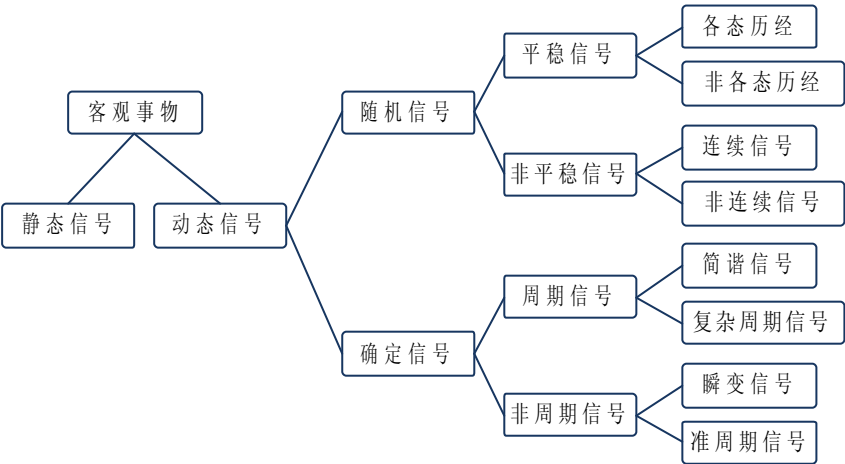 客观事物
静态信号
动态信号
随机信号
确定信号
平稳信号
非平稳信号
周期信号
非周期信号
各态历经
非各态历经
连续信号
非连续信号
简谐信号
复杂周期信号
瞬变信号
准周期信号